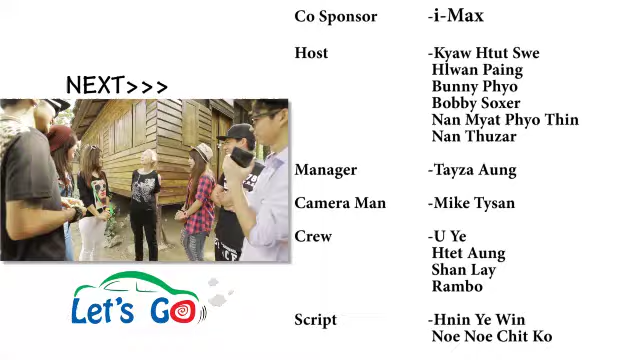 Co Sponsor -i-Max
Host -Kyaw Htut Swe
Hlwan Paing
Bunny Phyo
Bobby Soxer
Nan Myat Phyo Thin
Nan Thuzar
Manager -Tayza Aung
Camera Man -Mike Tysan
Crew -U Ye
Htet Aung
Shan Lay
Rambo
Script -Hnin Ye Win
Noe Noe Chit Ko
NEXT>>>
Let's Go